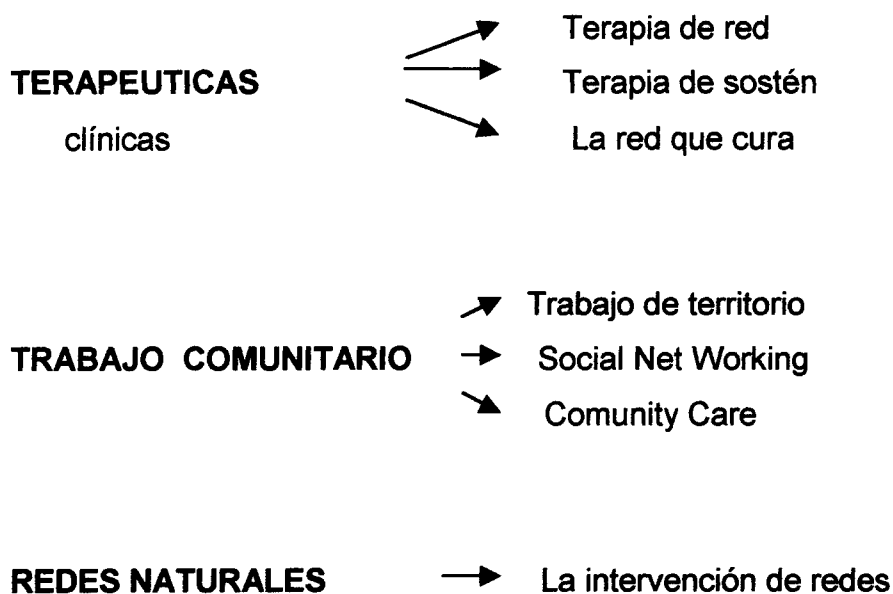 Terapia de red
TERAPEUTICAS Terapia de sostén
clínicas La red que cura
Trabajo de territorio
TRABAJO COMUNITARIO Social Net Working
Comunity Care
REDES NATURALES La intervención de redes